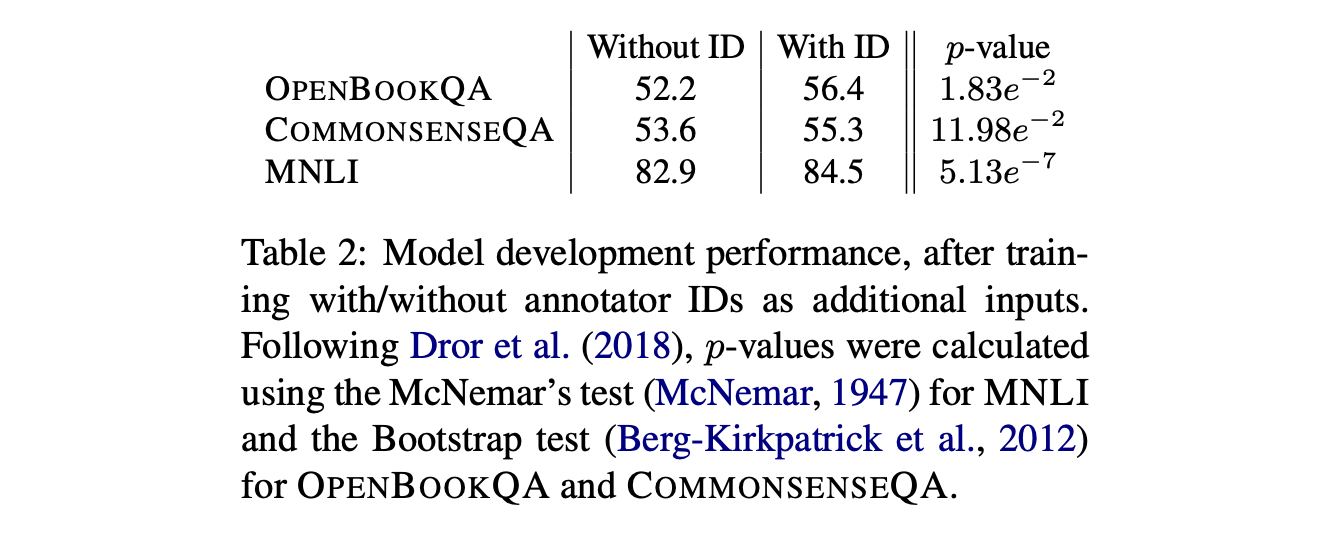 Without ID With ID p-value
OPENBOOKQA 52.2 56.4 1.83e−2
COMMONSENSEQA 53.6 55.3 11.98e−2
MNLI 82.9 84.5 5.13e−7
Table 2: Model development performance, after train-
ing with/without annotator IDs as additional inputs.
Following Dror et al. (2018), p-values were calculated
using the McNemar’s test (McNemar, 1947) for MNLI
and the Bootstrap test (Berg-Kirkpatrick et al., 2012)
for OPENBOOKQA and COMMONSENSEQA.